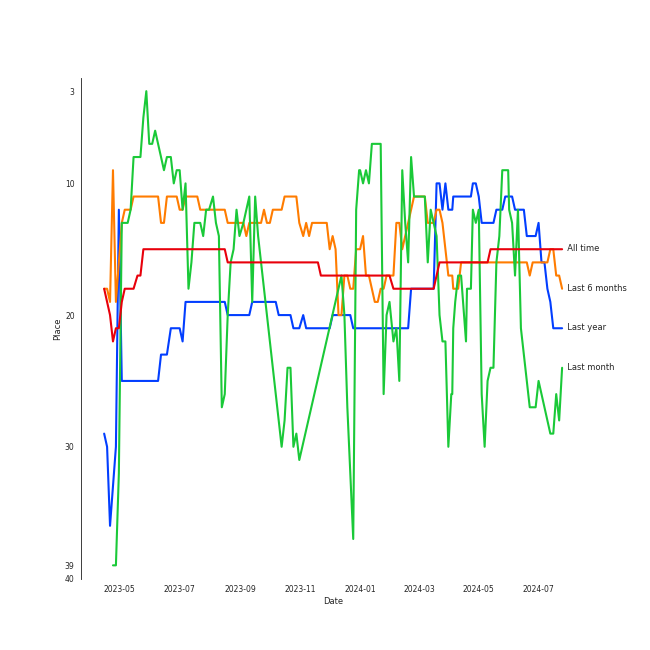 3
10
20
30
39
40
Place
2023-05
2023-07
2023-09
2023-11
2024-01
2024-03
2024-05
2024-07
Date
All time
Last 6 months
Last year
Last month